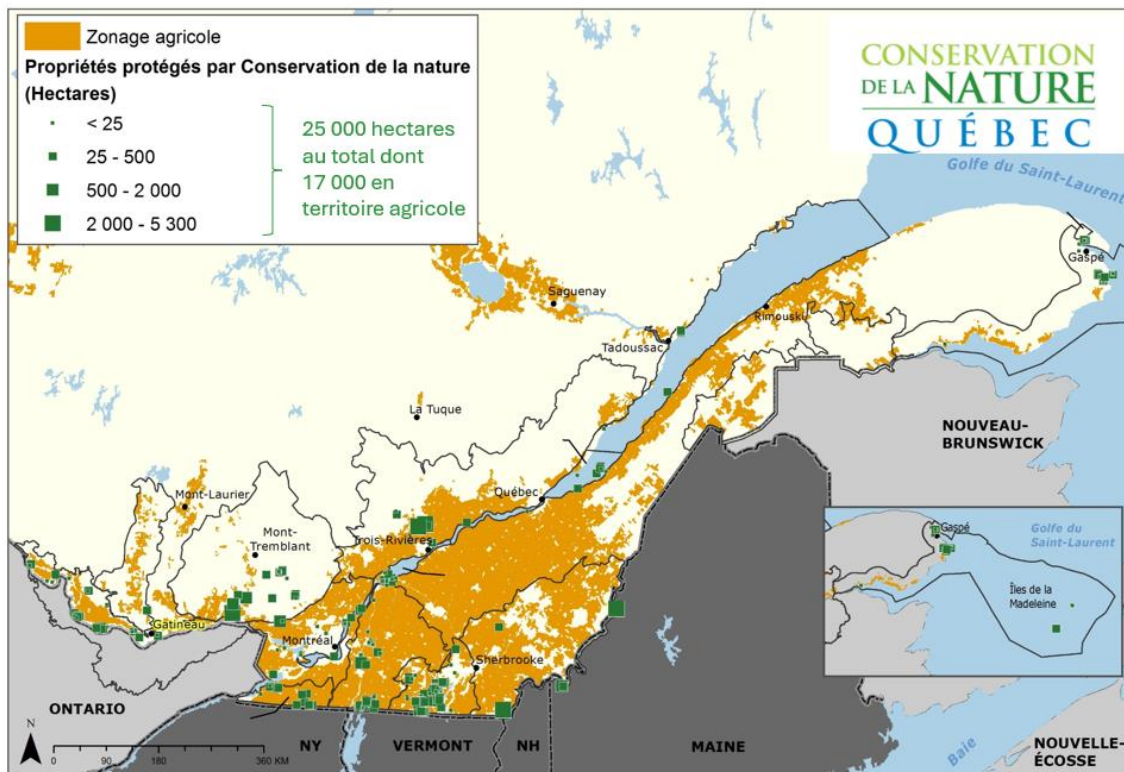 Zonage agricole
Propriétés protégés par Conservation de la nature
(Hectares)
< 25
25 - 500
500 - 2 000
2 000 - 5 300
25 000 hectares
au total dont
17 000 en
territoire agricole
CONSERVATION
DE LA NATURE
QUÉBEC
Golfe du Saint-Laurent
Gaspé
Saguenay
Rimouski
Tadoussac
La Tuque
NOUVEAU-
BRUNSWICK
Mont-Laurier
Québec
Mont-
Tremblant
Trois-Rivières
Gaspé
Golfe du
Saint-Laurent
Îles de la
Madeleine
Gatineau
Montréal
Sherbrooke
ONTARIO
N
0 90 180 360 KM
NY
VERMONT
NH
MAINE
Baie
NOUVELLE-
ÉCOSSE